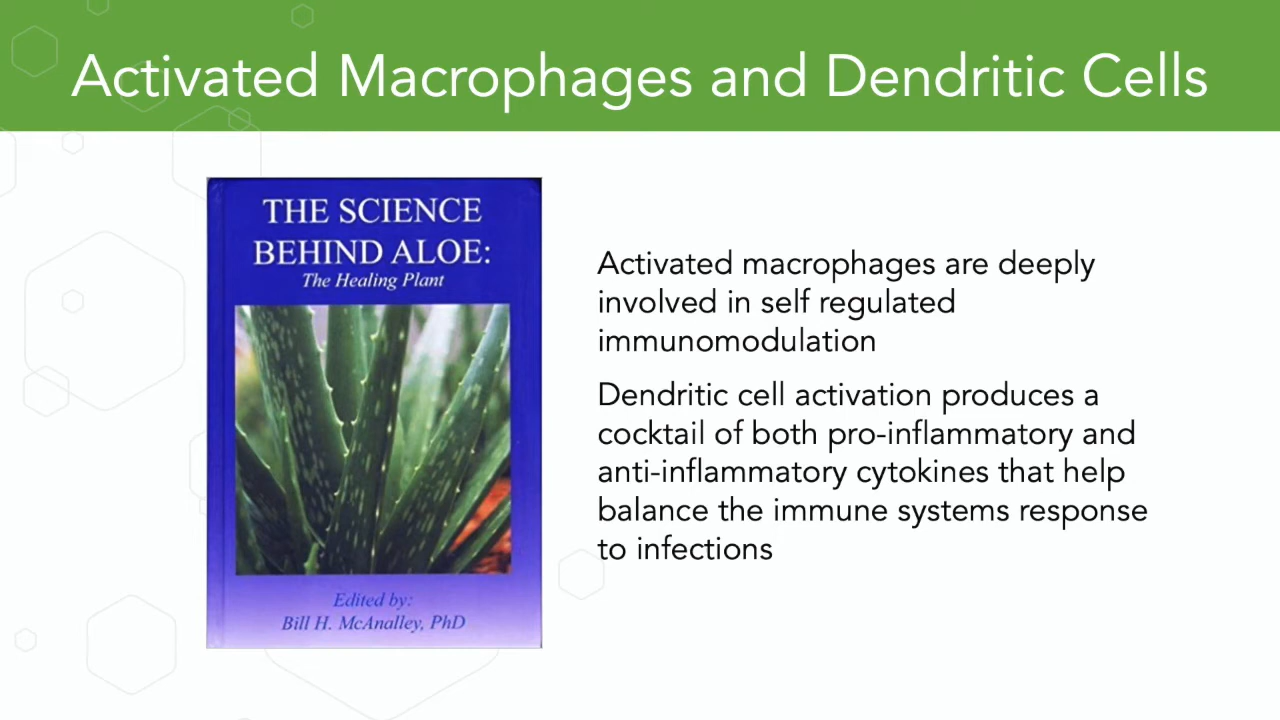 Activated Macrophages and Dendritic Cells
THE SCIENCE
BEHIND ALOE:
The Healing Plant
Edited by:
Bill H. McAnalley, PhD
Activated macrophages are deeply
involved in self regulated
immunomodulation
Dendritic cell activation produces a
cocktail of both pro-inflammatory and
anti-inflammatory cytokines that help
balance the immune systems response
to infections